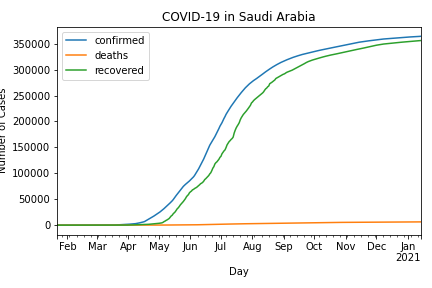 COVID-19 in Saudi Arabia
confirmed
deaths
recovered
350000
300000
250000
200000
150000
100000
50000
0
Number of Cases
Feb Mar Apr May Jun Jul Aug Sep Oct Nov Dec Jan
2021
Day